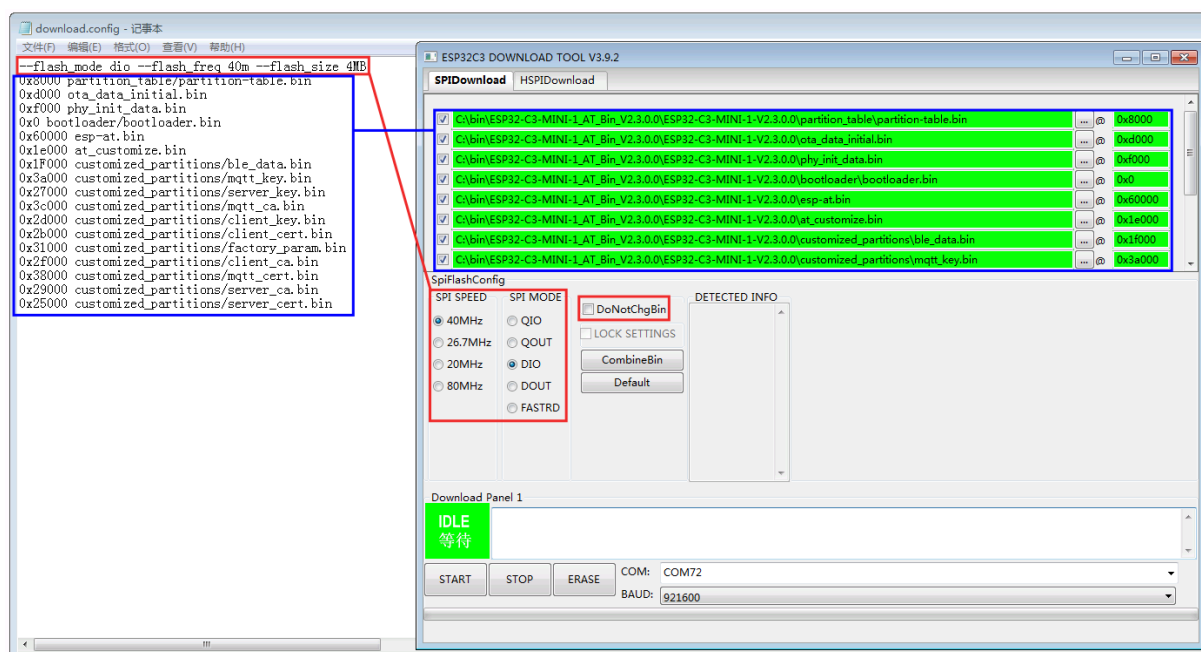 download.config - 记事本
文件(F) 编辑(E) 格式(O) 查看(V) 帮助(H)
--flash_mode dio --flash_freq 40m --flash_size 4MB
0x8000 partition_table/partition-table.bin
0xd000 ota_data_initial.bin
0xf000 phy_init_data.bin
0x0 bootloader/bootloader.bin
0x60000 esp-at.bin
0x1e000 at_customize.bin
0x1F000 customized_partitions/ble_data.bin
0x3a000 customized_partitions/mqtt_key.bin
0x27000 customized_partitions/server_key.bin
0x3c000 customized_partitions/mqtt_ca.bin
0x2d000 customized_partitions/client_key.bin
0x2b000 customized_partitions/client_cert.bin
0x31000 customized_partitions/factory_param.bin
0x2f000 customized_partitions/client_ca.bin
0x38000 customized_partitions/mqtt_cert.bin
0x29000 customized_partitions/server_ca.bin
0x25000 customized_partitions/server_cert.bin
ESP32C3 DOWNLOAD TOOL V3.9.2
SPIDownload HSPIDownload
C:\bin\ESP32-C3-MINI-1_AT_Bin_V2.3.0.0\ESP32-C3-MINI-1-V2.3.0.0\partition_table\partition-table.bin ... @ 0x8000
C:\bin\ESP32-C3-MINI-1_AT_Bin_V2.3.0.0\ESP32-C3-MINI-1-V2.3.0.0\ota_data_initial.bin ... @ 0xd000
C:\bin\ESP32-C3-MINI-1_AT_Bin_V2.3.0.0\ESP32-C3-MINI-1-V2.3.0.0\phy_init_data.bin ... @ 0xf000
C:\bin\ESP32-C3-MINI-1_AT_Bin_V2.3.0.0\ESP32-C3-MINI-1-V2.3.0.0\bootloader\bootloader.bin ... @ 0x0
C:\bin\ESP32-C3-MINI-1_AT_Bin_V2.3.0.0\ESP32-C3-MINI-1-V2.3.0.0\esp-at.bin ... @ 0x60000
C:\bin\ESP32-C3-MINI-1_AT_Bin_V2.3.0.0\ESP32-C3-MINI-1-V2.3.0.0\at_customize.bin ... @ 0x1e000
C:\bin\ESP32-C3-MINI-1_AT_Bin_V2.3.0.0\ESP32-C3-MINI-1-V2.3.0.0\customized_partitions\ble_data.bin ... @ 0x1f000
C:\bin\ESP32-C3-MINI-1_AT_Bin_V2.3.0.0\ESP32-C3-MINI-1-V2.3.0.0\customized_partitions\mqtt_key.bin ... @ 0x3a000
SpiFlashConfig
SPI SPEED SPI MODE DETECTED INFO
40MHz QIO DoNotChgBin
26.7MHz QOUT LOCK SETTINGS
20MHz DIO CombineBin
80MHz DOUT Default
FASTRD
Download Panel 1
IDLE
等待
START STOP ERASE COM: COM72
BAUD: 921600